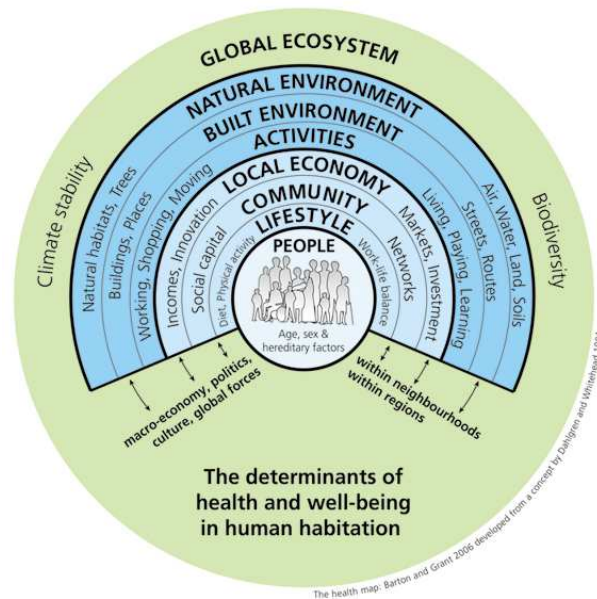 GLOBAL ECOSYSTEM
NATURAL ENVIRONMENT
BUILT ENVIRONMENT
ACTIVITIES
LOCAL ECONOMY
COMMUNITY
LIFESTYLE
PEOPLE
Age, sex &
hereditary factors
Climate stability
Natural habitats, Trees
Buildings, Places
Working, Shopping, Moving
Incomes, Innovation
Social capital
Diet, Physical activity
Work-life balance
Networks
Markets, Investment
Living, Playing, Learning
Streets, Routes
Air, Water, Land, Soils
Biodiversity
macro-economy, politics,
culture, global forces
within neighbourhoods
within regions
The determinants of
health and well-being
in human habitation
The health map: Barton and Grant 2006 developed from a concept by Dahlgren and Whitehead